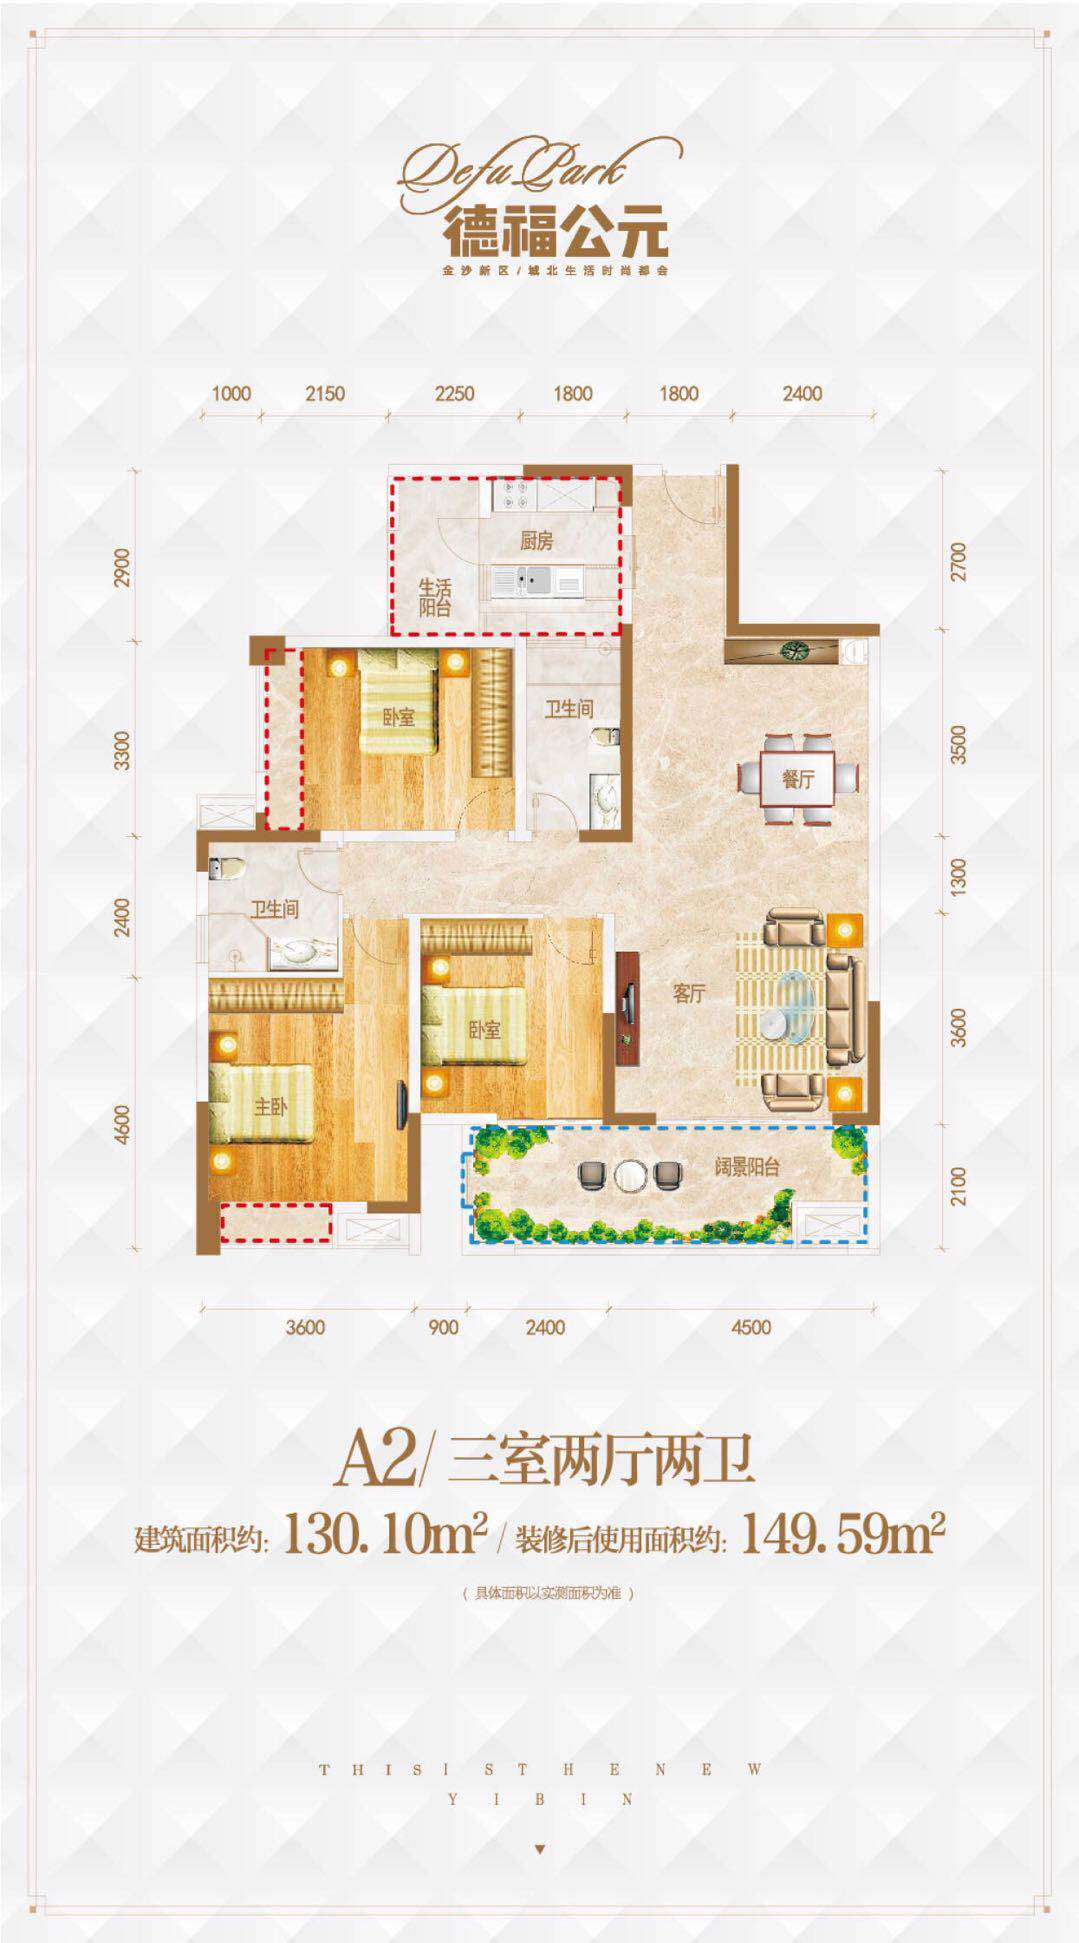 Defu Park
德福公元
金沙新区/城北生活时尚都会
1000 2150 2250 1800 1800 2400
2900
3300
2400
4600
2700
3500
1300
3600
2100
厨房
生活
阳台
卧室
卫生间
餐厅
卫生间
客厅
卧室
主卧
阔景阳台
3600 900 2400 4500
A2/三室两厅两卫
建筑面积约: 130.10m²/装修后使用面积约: 149.59m²
( 具体面积以实测面积为准 )
THISISTHENEW
YIBIN